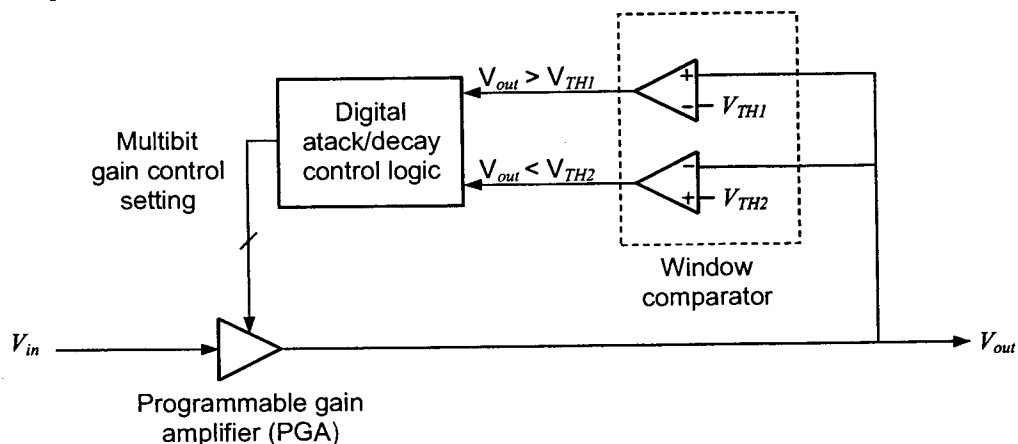 V_out > V_TH1
+
−
V_TH1
Digital
atack/decay
control logic
Multibit
gain control
setting
V_out < V_TH2
−
+
V_TH2
Window
comparator
V_in
V_out
Programmable gain
amplifier (PGA)